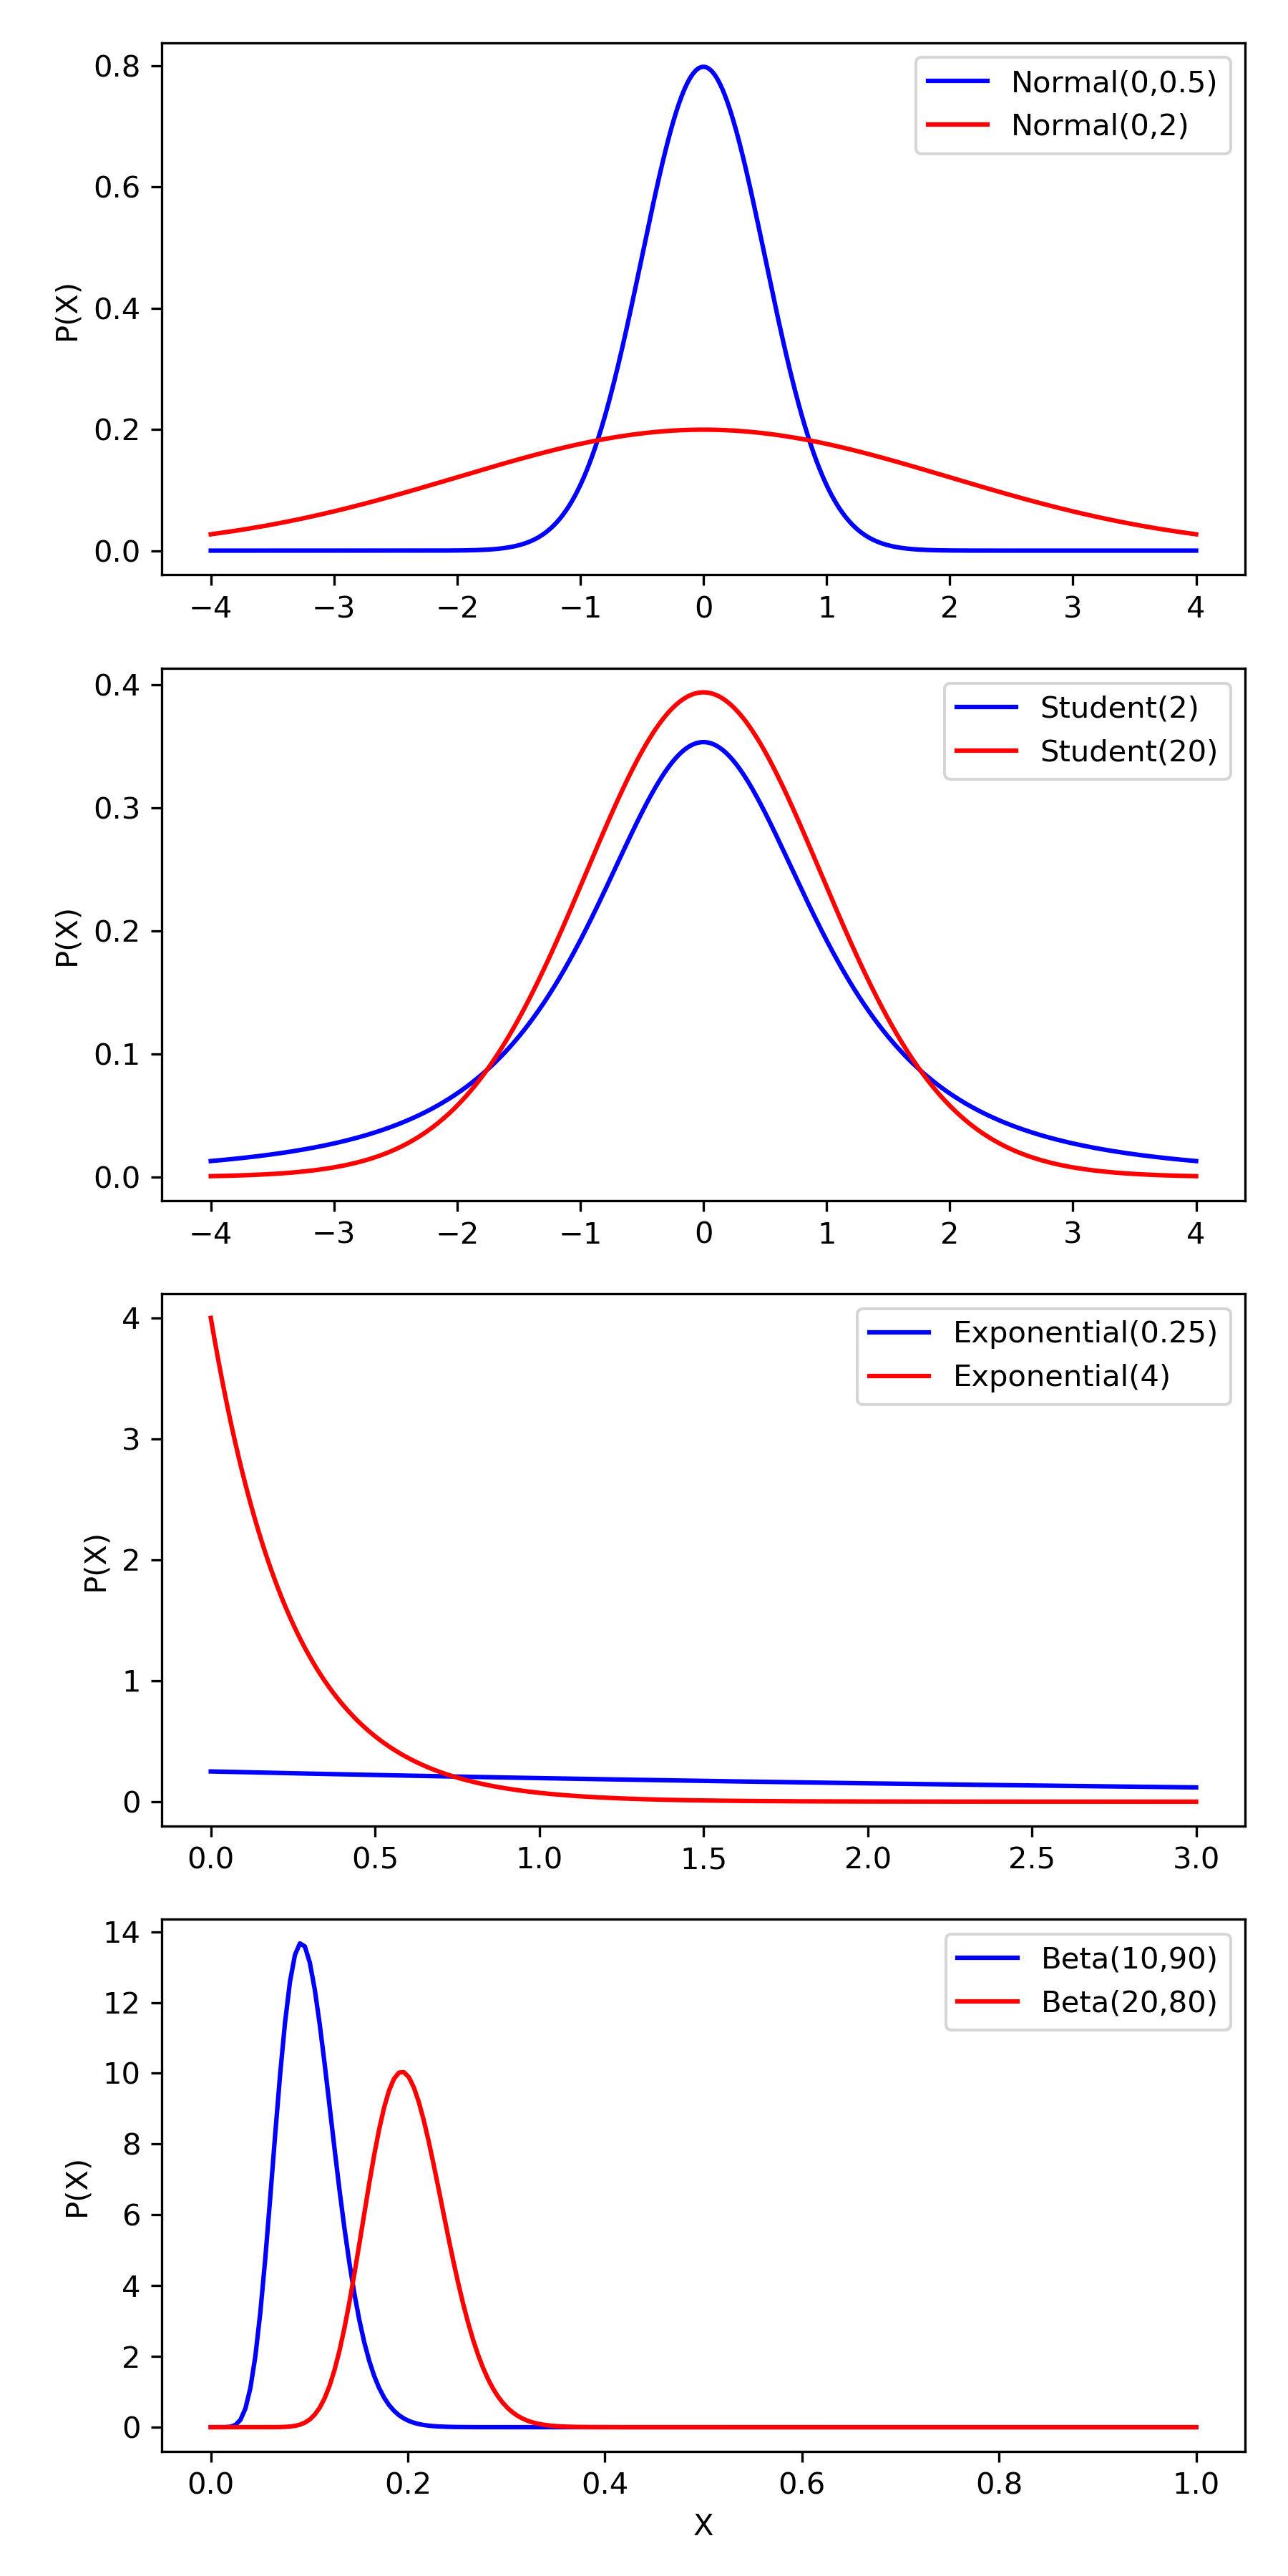 0.8
0.6
0.4
0.2
0.0
P(X)
Normal(0,0.5)
Normal(0,2)
−4 −3 −2 −1 0 1 2 3 4
0.4
0.3
0.2
0.1
0.0
P(X)
Student(2)
Student(20)
−4 −3 −2 −1 0 1 2 3 4
4
3
2
1
0
P(X)
Exponential(0.25)
Exponential(4)
0.0 0.5 1.0 1.5 2.0 2.5 3.0
14
12
10
8
6
4
2
0
P(X)
Beta(10,90)
Beta(20,80)
0.0 0.2 0.4 0.6 0.8 1.0
X